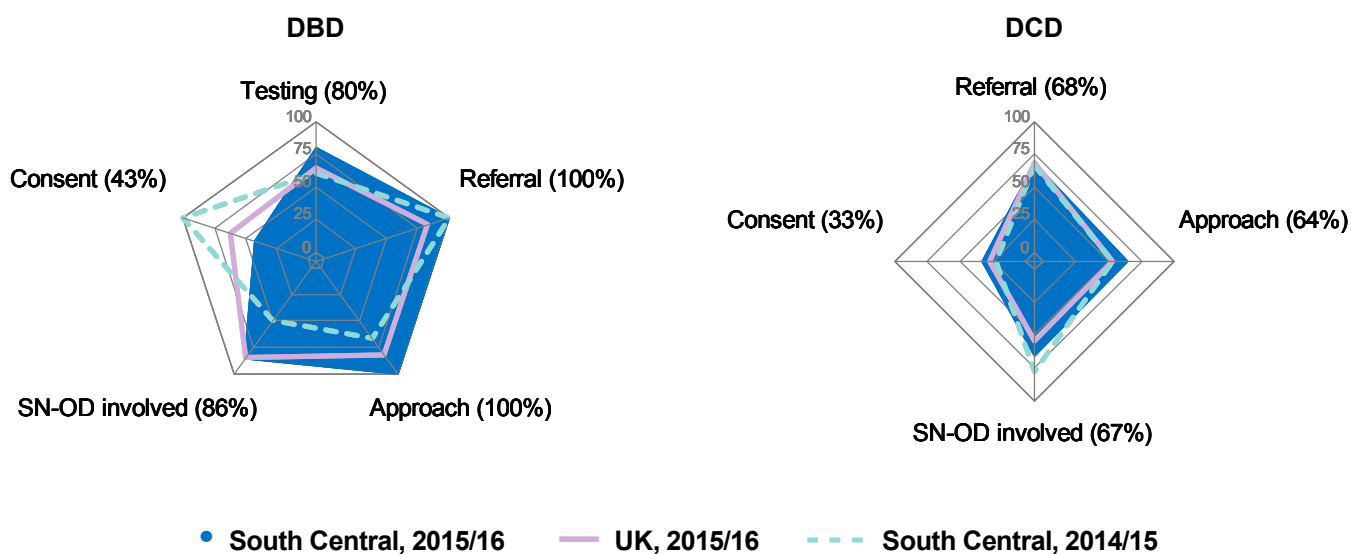 DBD
Testing (80%)
100
75
50
25
0
Consent (43%)
Referral (100%)
SN-OD involved (86%)
Approach (100%)
DCD
Referral (68%)
100
75
50
25
0
Consent (33%)
Approach (64%)
SN-OD involved (67%)
South Central, 2015/16
UK, 2015/16
South Central, 2014/15